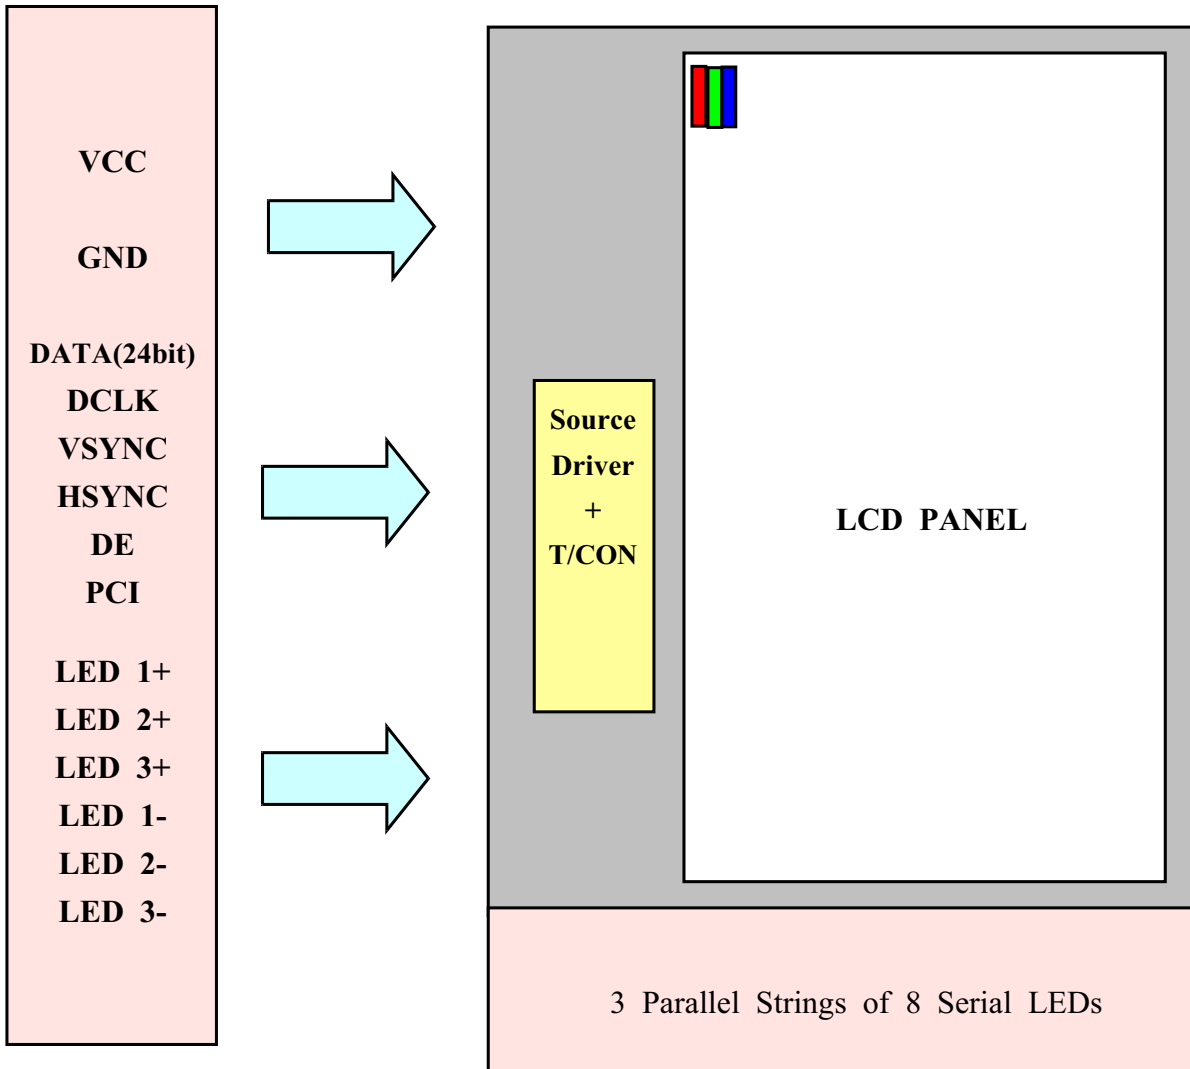 VCC
GND
DATA(24bit)
DCLK
VSYNC
HSYNC
DE
PCI
LED 1+
LED 2+
LED 3+
LED 1-
LED 2-
LED 3-
Source
Driver
+
T/CON
LCD PANEL
3 Parallel Strings of 8 Serial LEDs